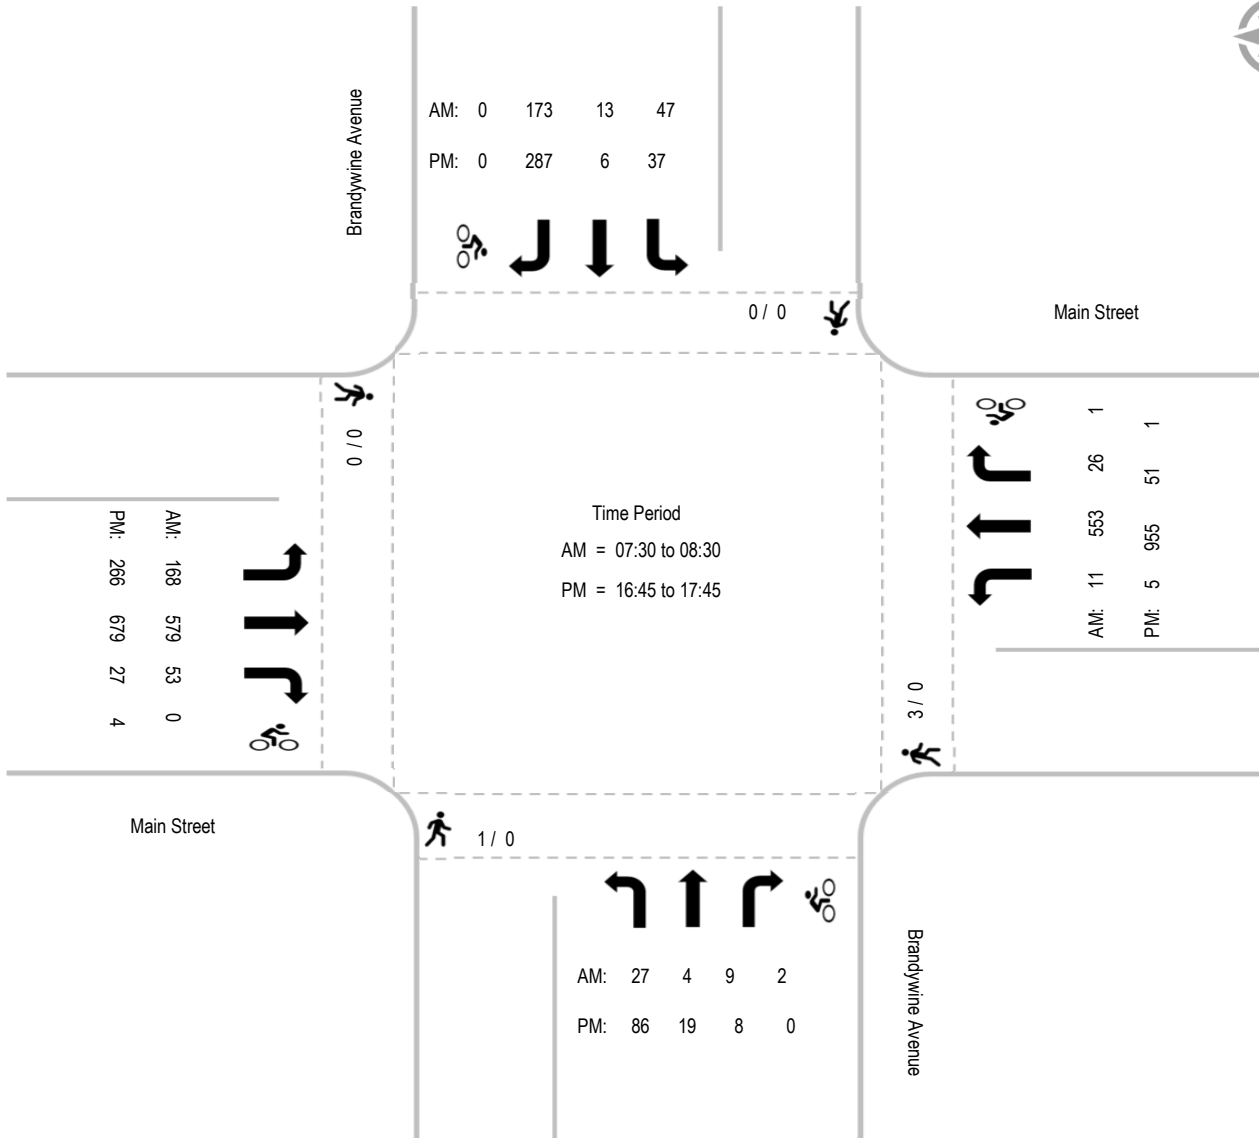 Brandywine Avenue
AM: 0 173 13 47
PM: 0 287 6 37
0 / 0
Main Street
0 / 0
AM: 11 553 26 1
PM: 5 955 51 1
Time Period
AM = 07:30 to 08:30
PM = 16:45 to 17:45
AM: 168 579 53 0
PM: 266 679 27 4
3 / 0
Main Street
1 / 0
AM: 27 4 9 2
PM: 86 19 8 0
Brandywine Avenue